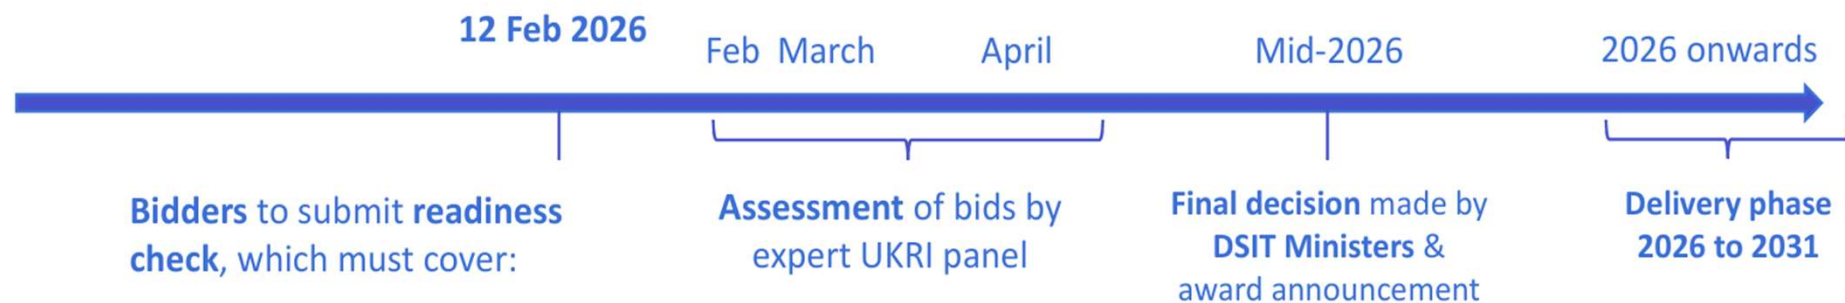 12 Feb 2026
Feb March April Mid-2026 2026 onwards
Bidders to submit readiness
check, which must cover:
Assessment of bids by
expert UKRI panel
Final decision made by
DSIT Ministers &
award announcement
Delivery phase
2026 to 2031